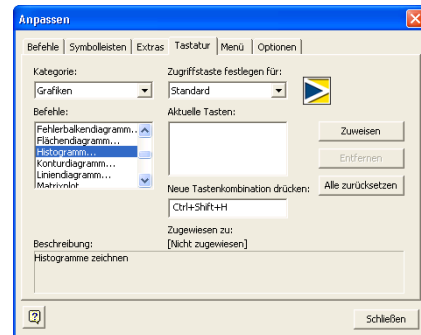 Anpassen
Befehle Symbolleisten Extras Tastatur Menü Optionen
Kategorie:
Grafiken
Zugriffstaste festlegen für:
Standard
Befehle:
Fehlerbalkendiagramm...
Flächendiagramm...
Histogramm...
Konturdiagramm...
Liniendiagramm...
Matrixplot
Aktuelle Tasten:
Zuweisen
Entfernen
Alle zurücksetzen
Neue Tastenkombination drücken:
Ctrl+Shift+H
Zugewiesen zu:
[Nicht zugewiesen]
Beschreibung:
Histogramme zeichnen
?
Schließen